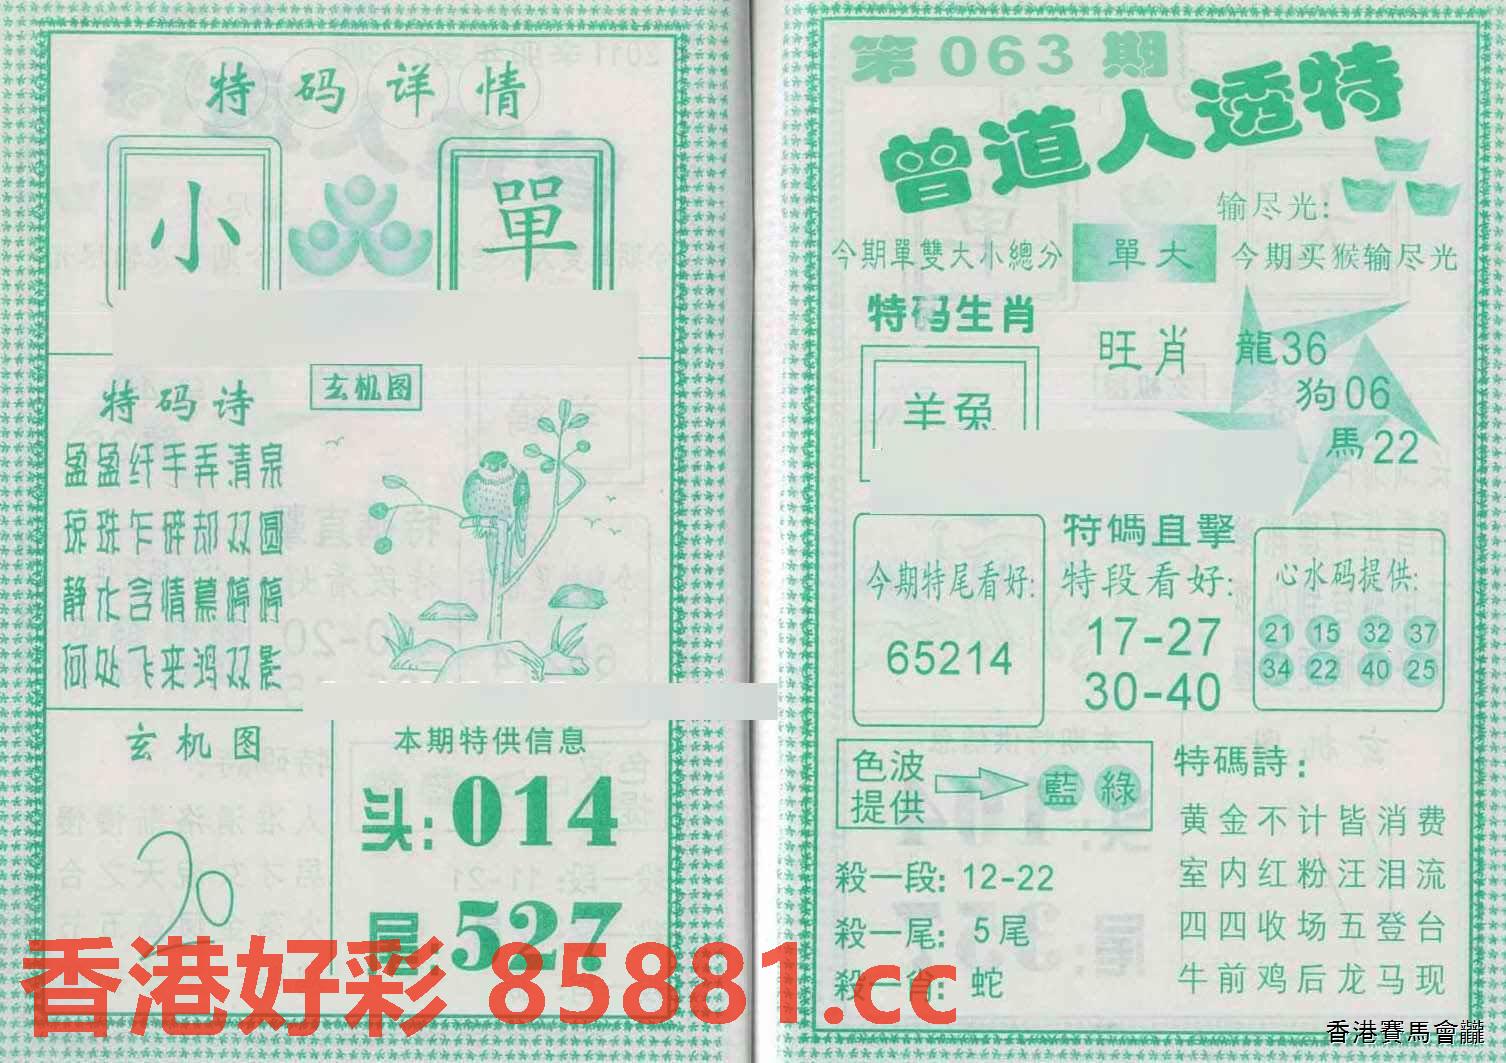 特码详情
小 單
特码诗
玄机图
盈盈纤手弄清泉
琼珠乍碎却双圆
静水含情慕婷婷
何处飞来鸿双影
玄机图
20
本期特供信息
头:014
尾:527
第063期
曾道人透特
输尽光:
今期單雙大小總分 單大 今期买猴输尽光
特码生肖
羊兔
旺肖
龍36
狗06
馬22
特碼直擊
今期特尾看好:
65214
特段看好:
17-27
30-40
心水码提供:
21 15 32 37
34 22 40 25
色波
提供
藍 綠
殺一段: 12-22
殺一尾: 5尾
殺一肖: 蛇
特碼詩:
黄金不计皆消费
室内红粉汪泪流
四四收场五登台
牛前鸡后龙马现
香港好彩 85881.cc
香港賽馬會